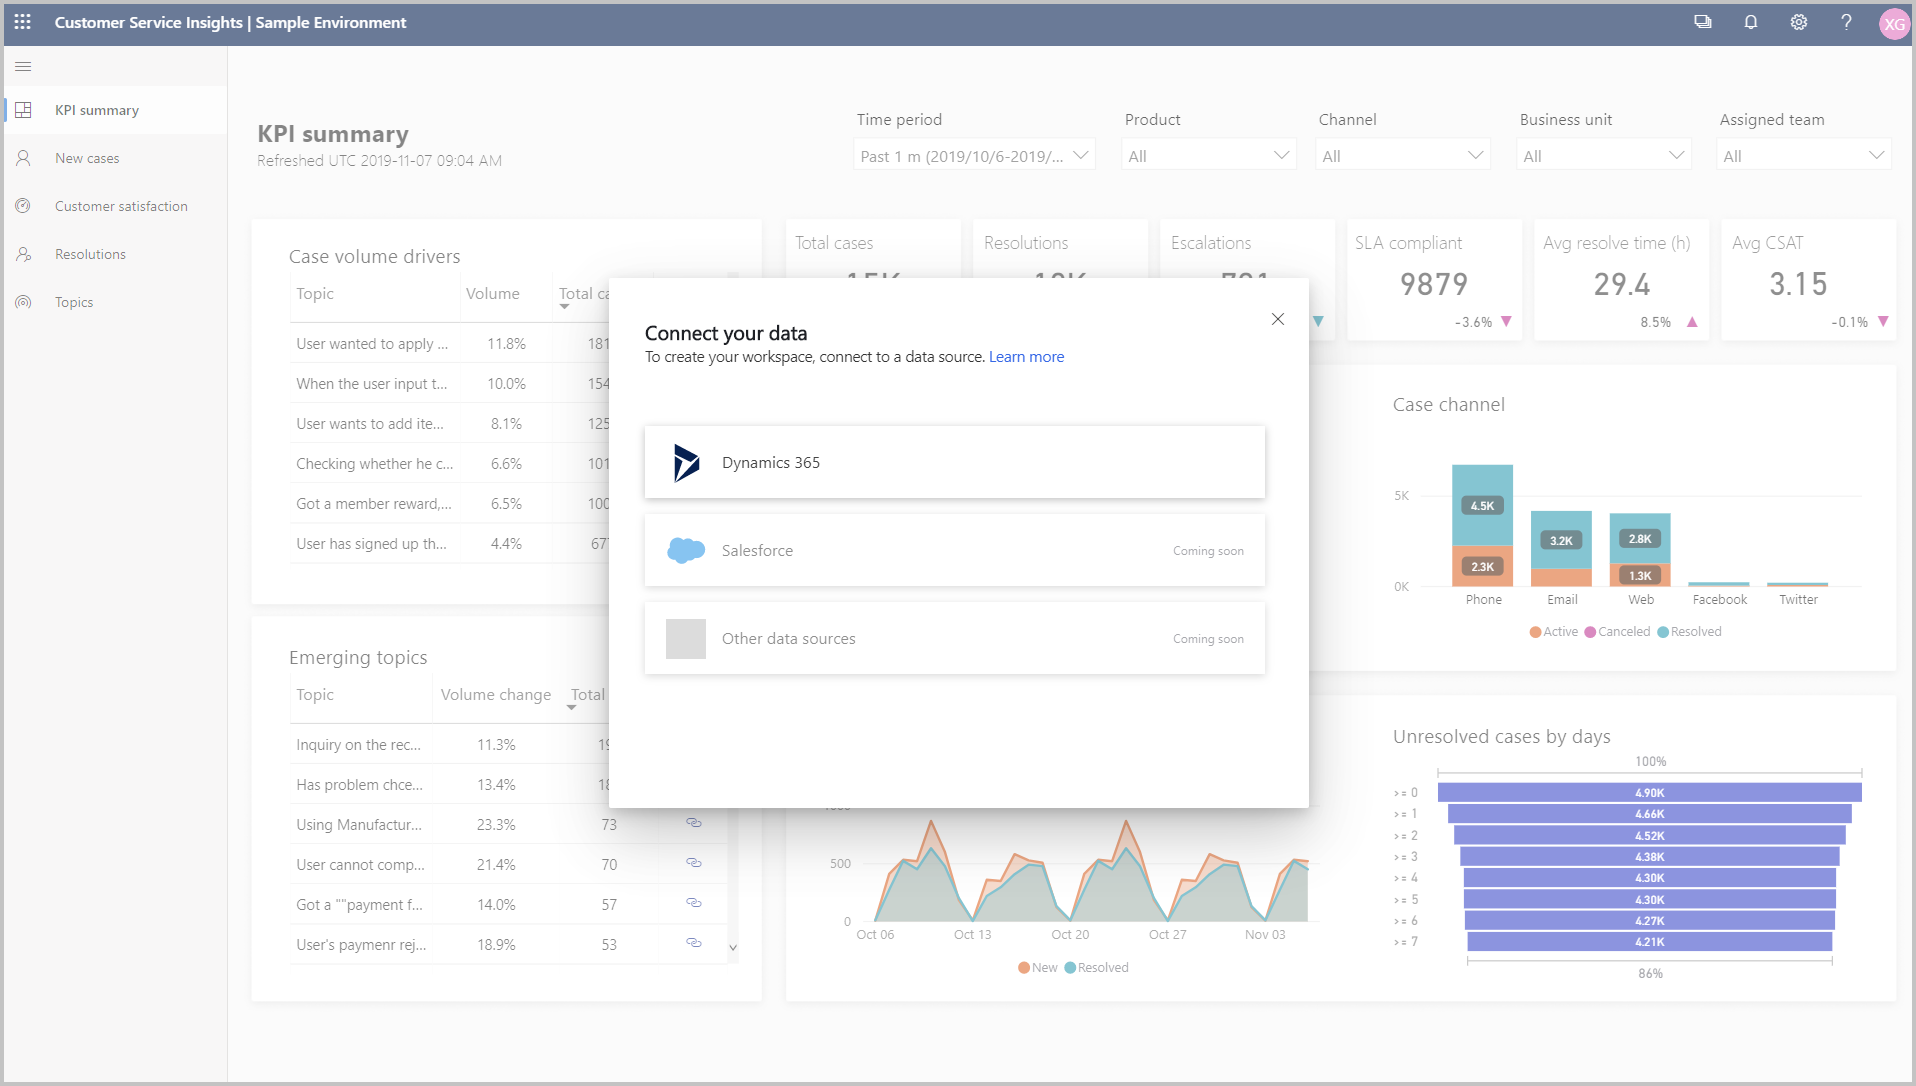 Customer Service Insights | Sample Environment
XG
KPI summary
New cases
Customer satisfaction
Resolutions
Topics
KPI summary
Refreshed UTC 2019-11-07 09:04 AM
Time period
Past 1 m (2019/10/6-2019/...
Product
All
Channel
All
Business unit
All
Assigned team
All
Case volume drivers
Topic Volume Total ca
User wanted to apply ... 11.8% 181
When the user input t... 10.0% 154
User wants to add ite... 8.1% 125
Checking whether he c... 6.6% 101
Got a member reward,... 6.5% 100
User has signed up th... 4.4% 677
Emerging topics
Topic Volume change Total
Inquiry on the rec... 11.3%
Has problem chce... 13.4%
Using Manufactur... 23.3% 73
User cannot comp... 21.4% 70
Got a ""payment f... 14.0% 57
User's paymenr rej... 18.9% 53
Total cases
Resolutions
Escalations
SLA compliant
9879
-3.6%
Avg resolve time (h)
29.4
8.5%
Avg CSAT
3.15
-0.1%
Connect your data
To create your workspace, connect to a data source. Learn more
Dynamics 365
Salesforce Coming soon
Other data sources Coming soon
Case channel
5K
0K
4.5K
2.3K
3.2K
2.8K
1.3K
Phone Email Web Facebook Twitter
Active Canceled Resolved
500
0
Oct 06 Oct 13 Oct 20 Oct 27 Nov 03
New Resolved
Unresolved cases by days
100%
>= 0 4.90K
>= 1 4.66K
>= 2 4.52K
>= 3 4.38K
>= 4 4.30K
>= 5 4.30K
>= 6 4.27K
>= 7 4.21K
86%